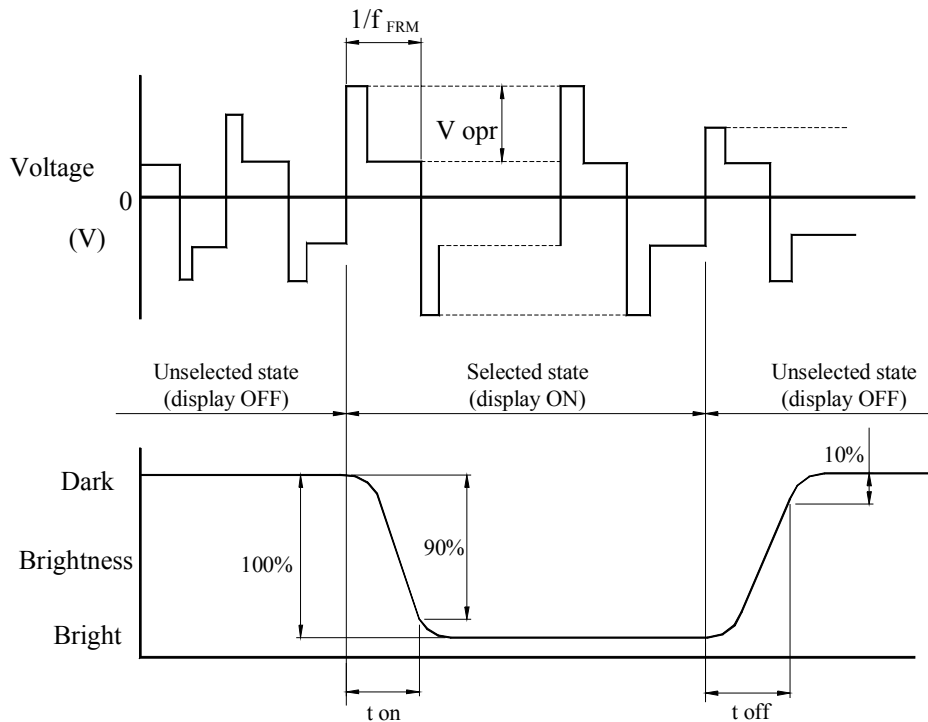 1/f FRM
V opr
Voltage
0
(V)
Unselected state
(display OFF)
Selected state
(display ON)
Unselected state
(display OFF)
10%
Dark
90%
100%
Brightness
Bright
t on
t off